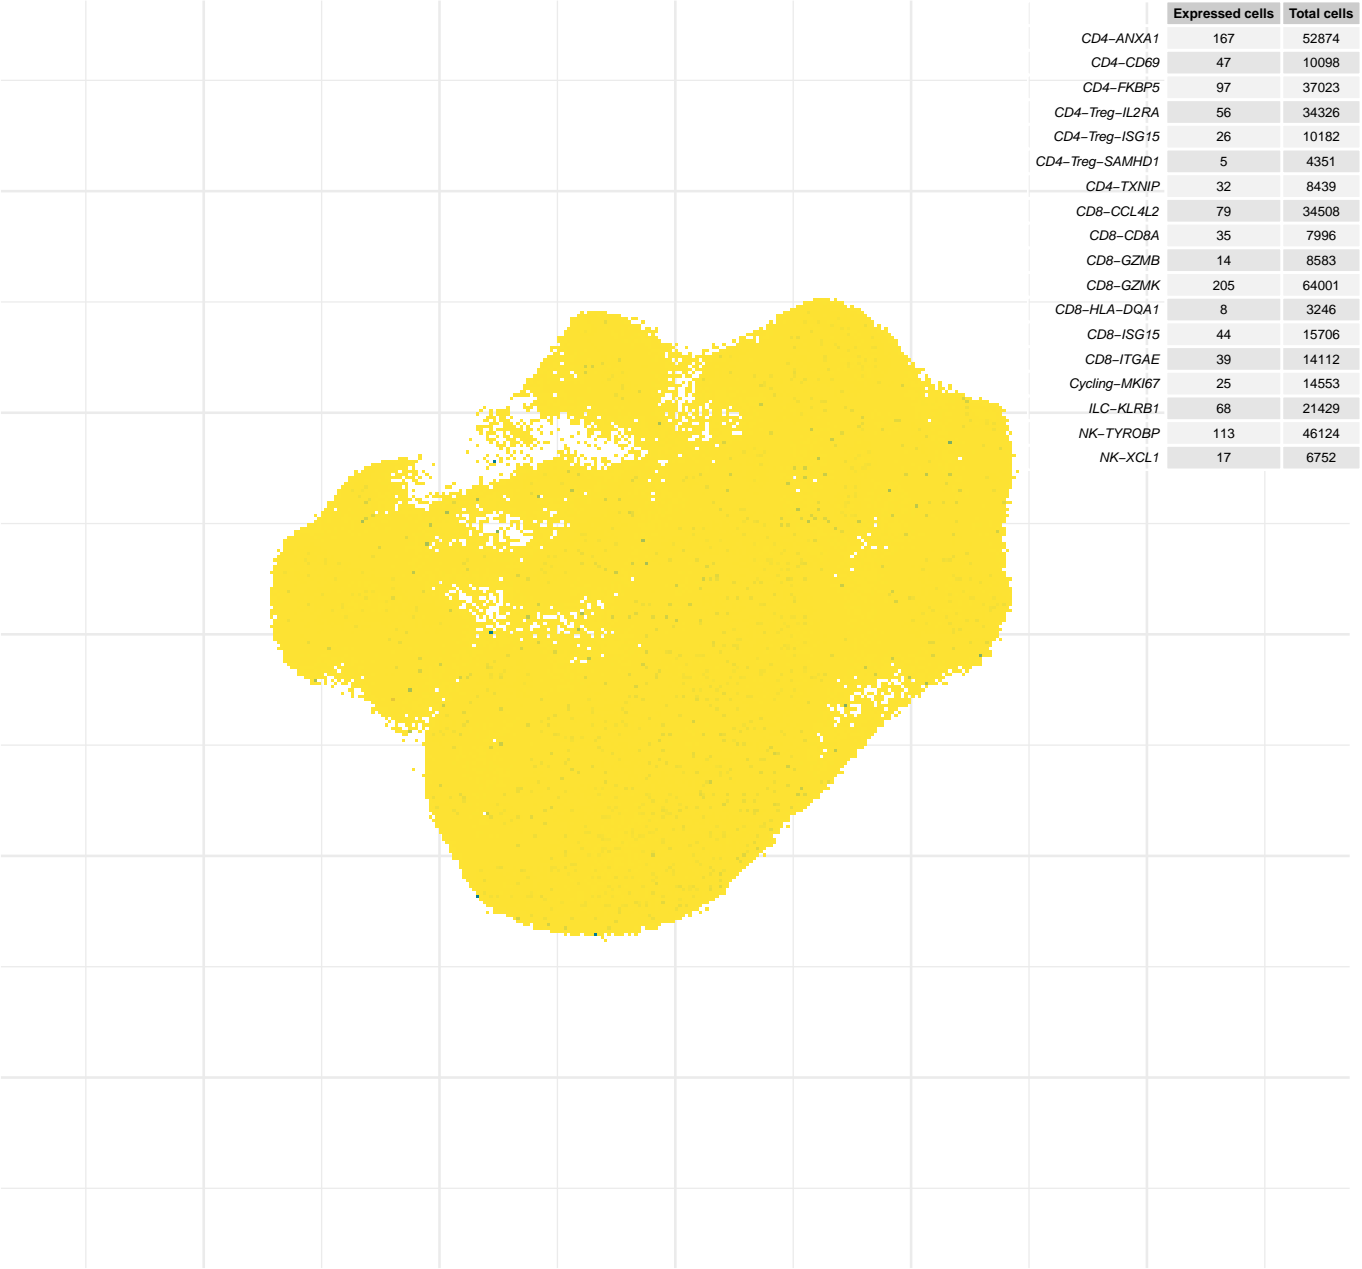 Expressed cells Total cells
CD4−ANXA1 167 52874
CD4−CD69 47 10098
CD4−FKBP5 97 37023
CD4−Treg−IL2RA 56 34326
CD4−Treg−ISG15 26 10182
CD4−Treg−SAMHD1 5 4351
CD4−TXNIP 32 8439
CD8−CCL4L2 79 34508
CD8−CD8A 35 7996
CD8−GZMB 14 8583
CD8−GZMK 205 64001
CD8−HLA−DQA1 8 3246
CD8−ISG15 44 15706
CD8−ITGAE 39 14112
Cycling−MKI67 25 14553
ILC−KLRB1 68 21429
NK−TYROBP 113 46124
NK−XCL1 17 6752